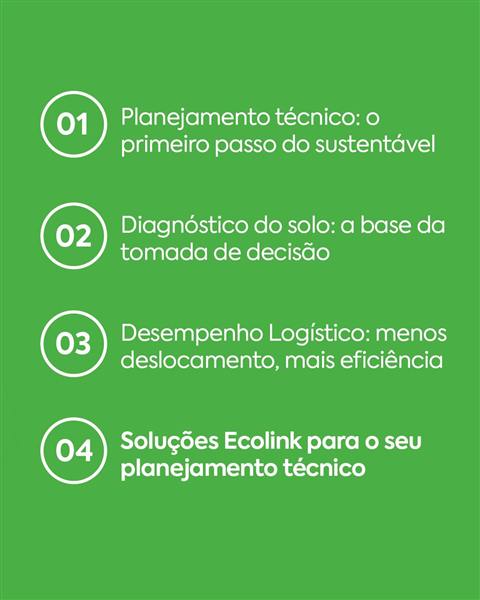 01
Planejamento técnico: o
primeiro passo do sustentável
02
Diagnóstico do solo: a base da
tomada de decisão
03
Desempenho Logístico: menos
deslocamento, mais eficiência
04
Soluções Ecolink para o seu
planejamento técnico